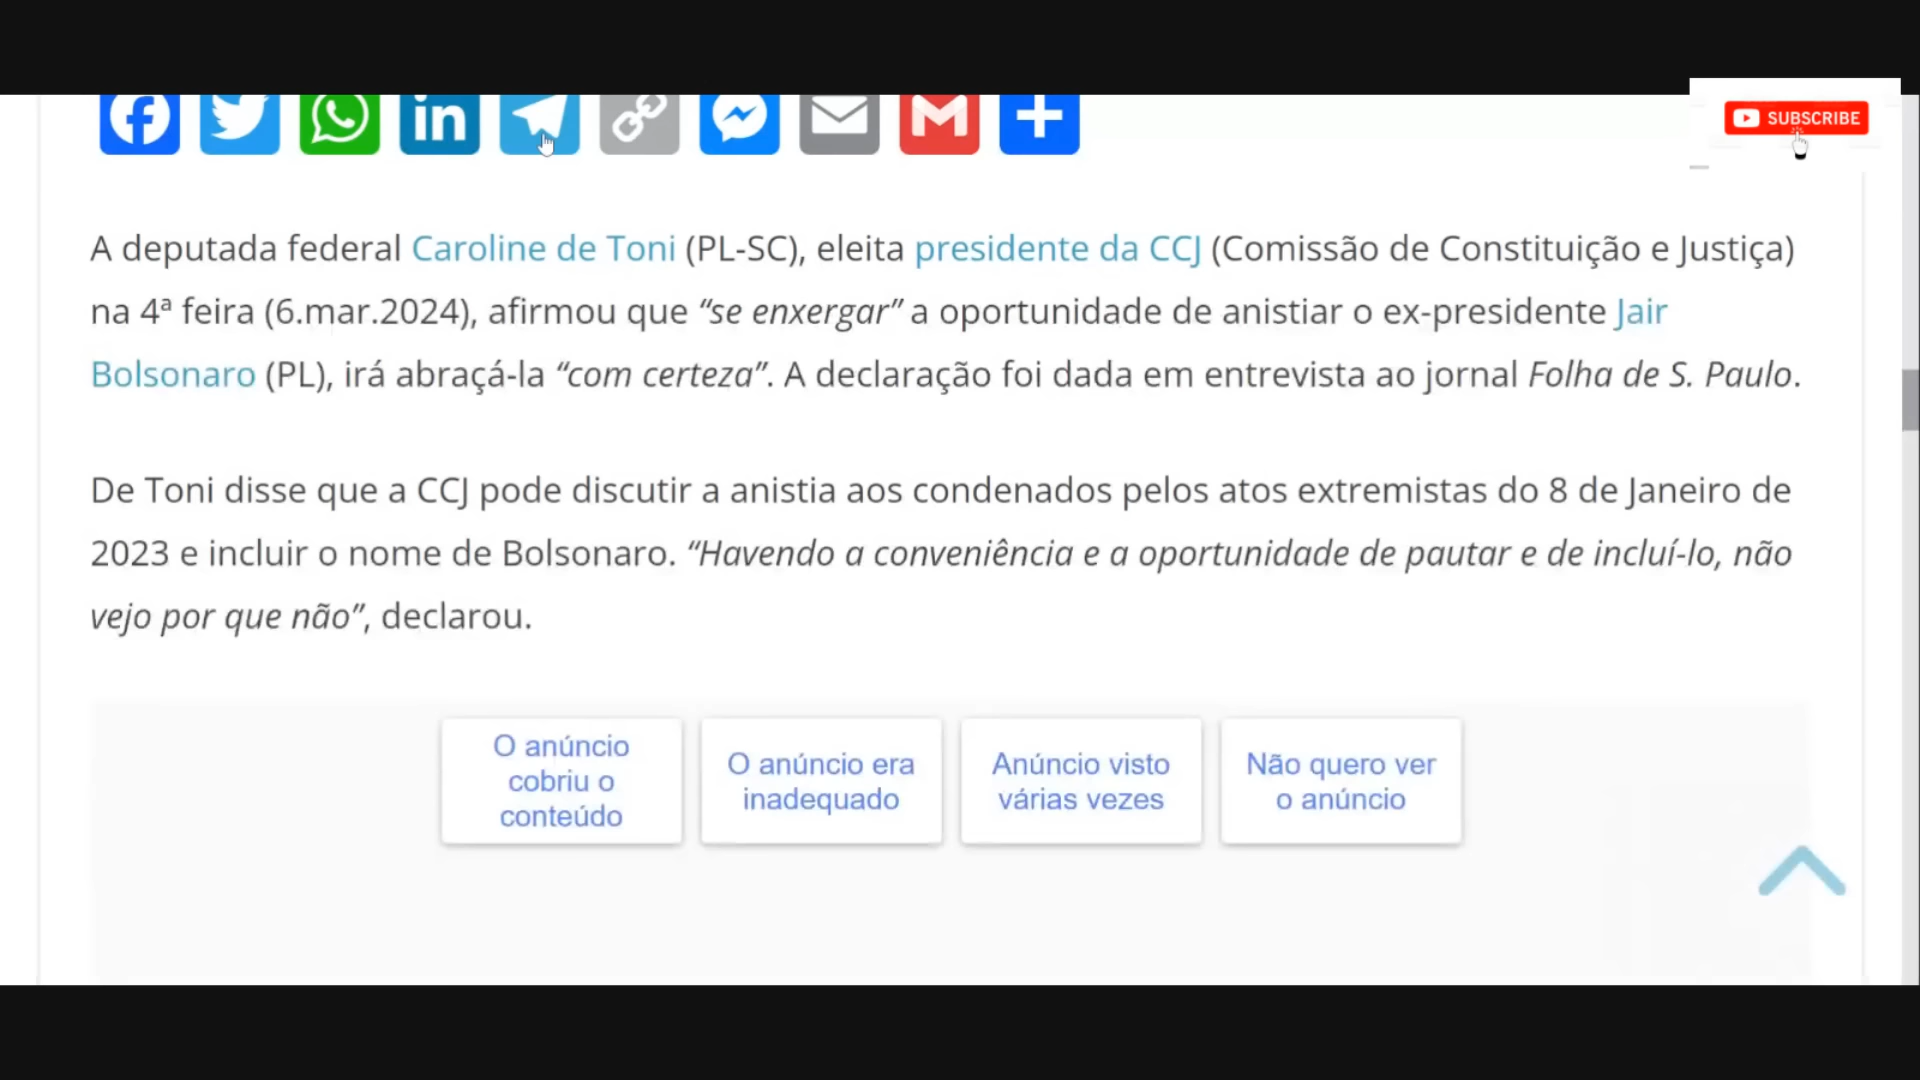 SUBSCRIBE
A deputada federal Caroline de Toni (PL-SC), eleita presidente da CCJ (Comissão de Constituição e Justiça)
na 4ª feira (6.mar.2024), afirmou que “se enxergar” a oportunidade de anistiar o ex-presidente Jair
Bolsonaro (PL), irá abraçá-la “com certeza”. A declaração foi dada em entrevista ao jornal Folha de S. Paulo.
De Toni disse que a CCJ pode discutir a anistia aos condenados pelos atos extremistas do 8 de Janeiro de
2023 e incluir o nome de Bolsonaro. “Havendo a conveniência e a oportunidade de pautar e de incluí-lo, não
vejo por que não”, declarou.
O anúncio
cobriu o
conteúdo
O anúncio era
inadequado
Anúncio visto
várias vezes
Não quero ver
o anúncio